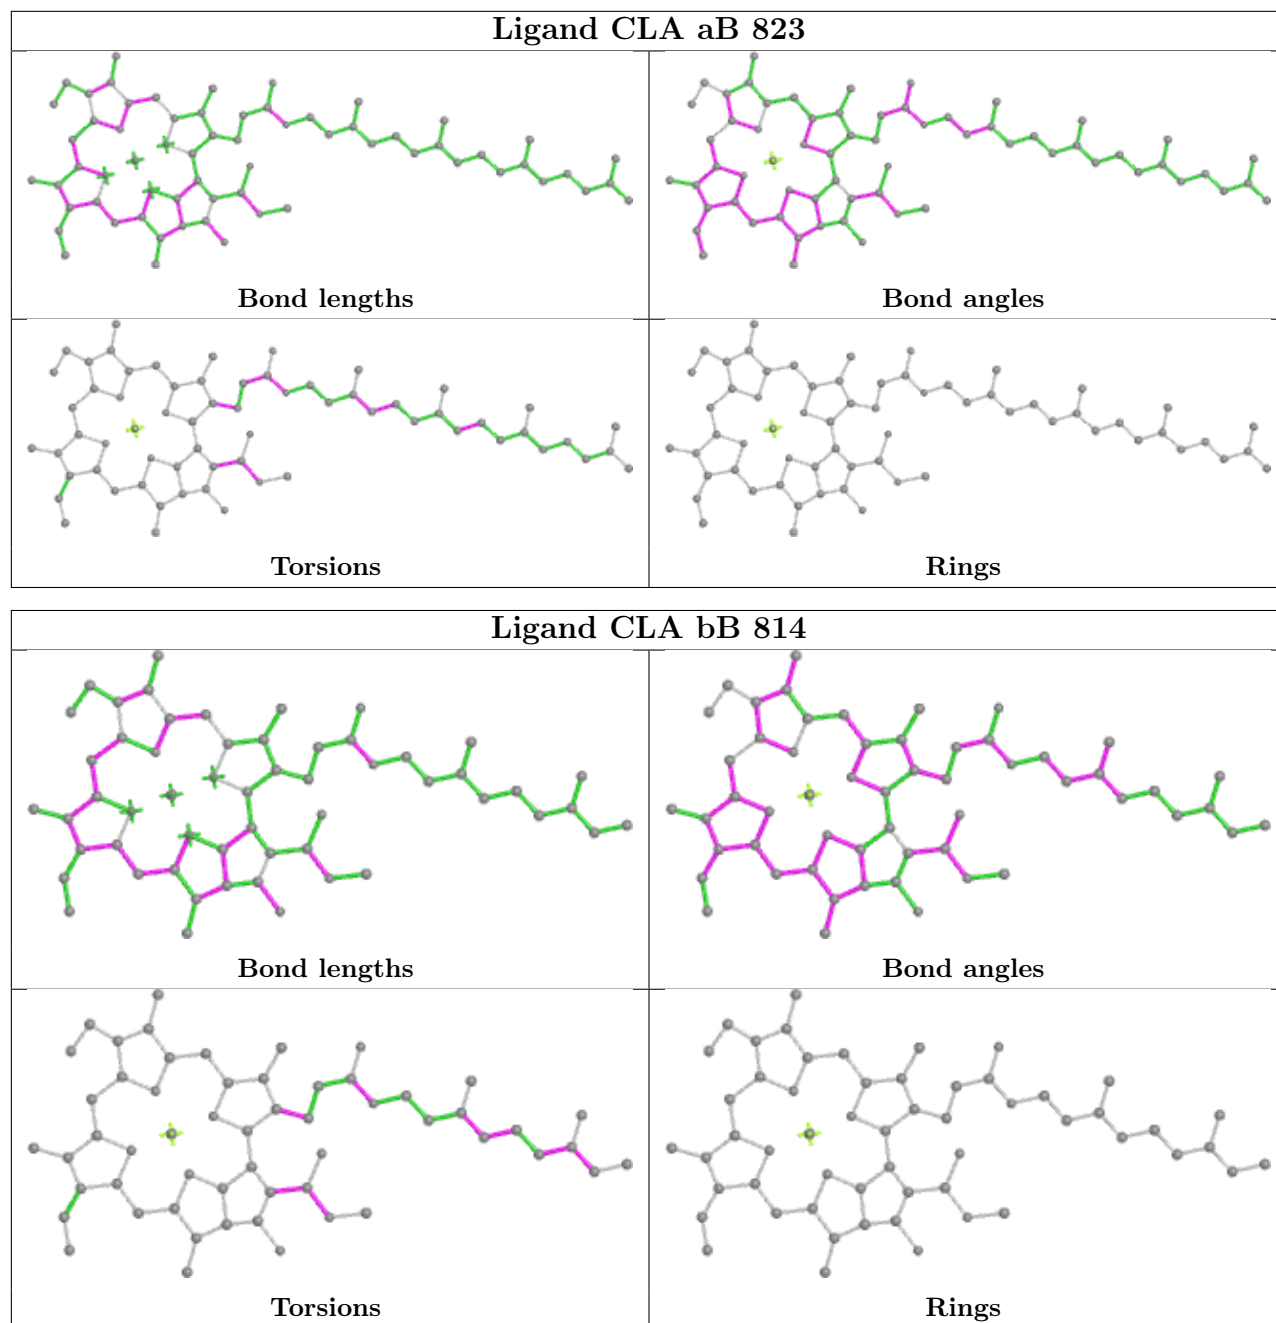 Ligand CLA aB 823
Bond lengths
Bond angles
Torsions
Rings
Ligand CLA bB 814
Bond lengths
Bond angles
Torsions
Rings